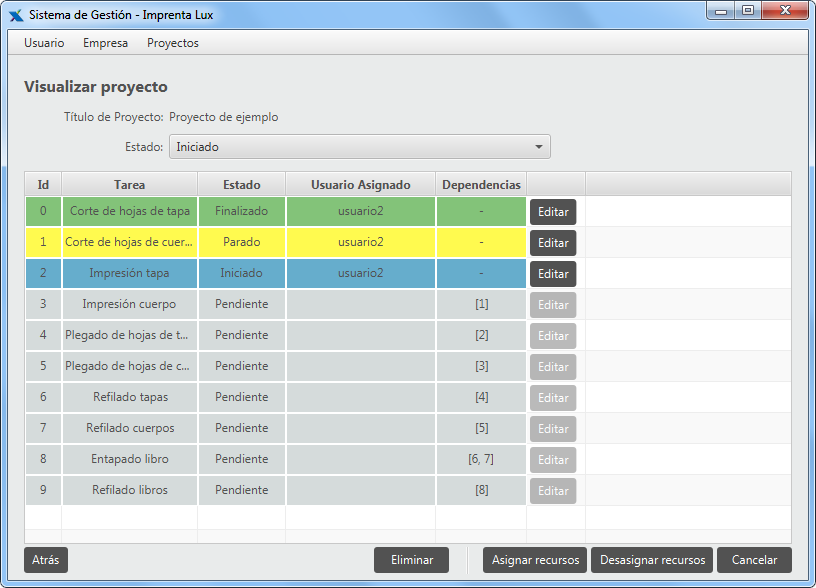 Sistema de Gestión - Imprenta Lux
Usuario Empresa Proyectos
Visualizar proyecto
Título de Proyecto: Proyecto de ejemplo
Estado: Iniciado
Id Tarea Estado Usuario Asignado Dependencias
0 Corte de hojas de tapa Finalizado usuario2 - Editar
1 Corte de hojas de cuer... Parado usuario2 - Editar
2 Impresión tapa Iniciado usuario2 - Editar
3 Impresión cuerpo Pendiente [1] Editar
4 Plegado de hojas de t... Pendiente [2] Editar
5 Plegado de hojas de c... Pendiente [3] Editar
6 Refilado tapas Pendiente [4] Editar
7 Refilado cuerpos Pendiente [5] Editar
8 Entapado libro Pendiente [6, 7] Editar
9 Refilado libros Pendiente [8] Editar
Atrás Eliminar Asignar recursos Desasignar recursos Cancelar